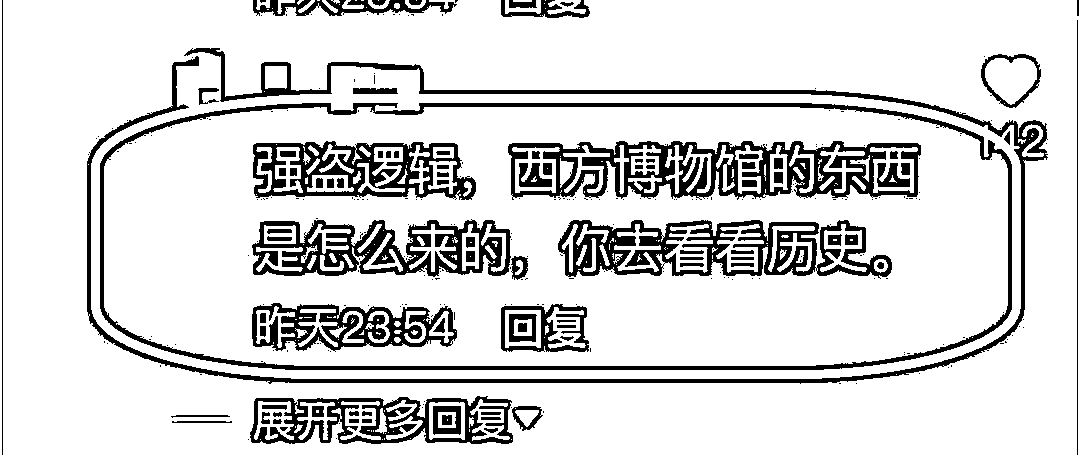 昨天23:54 回复
142
强盗逻辑，西方博物馆的东西
是怎么来的，你去看看历史。
昨天23:54 回复
展开更多回复